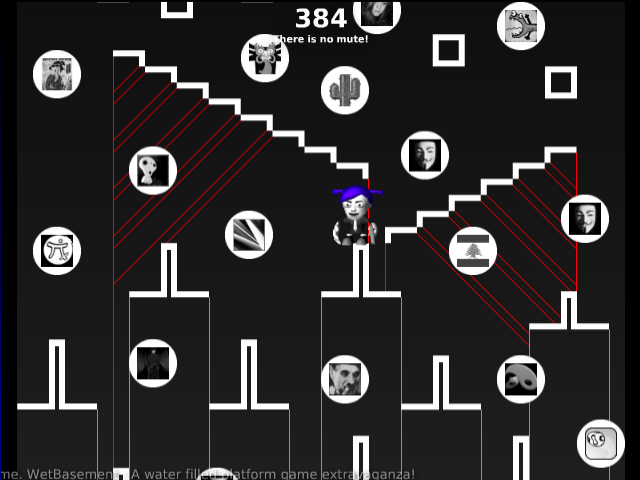 384
There is no mute!
me. WetBasement: A water filled platform game extravaganza!